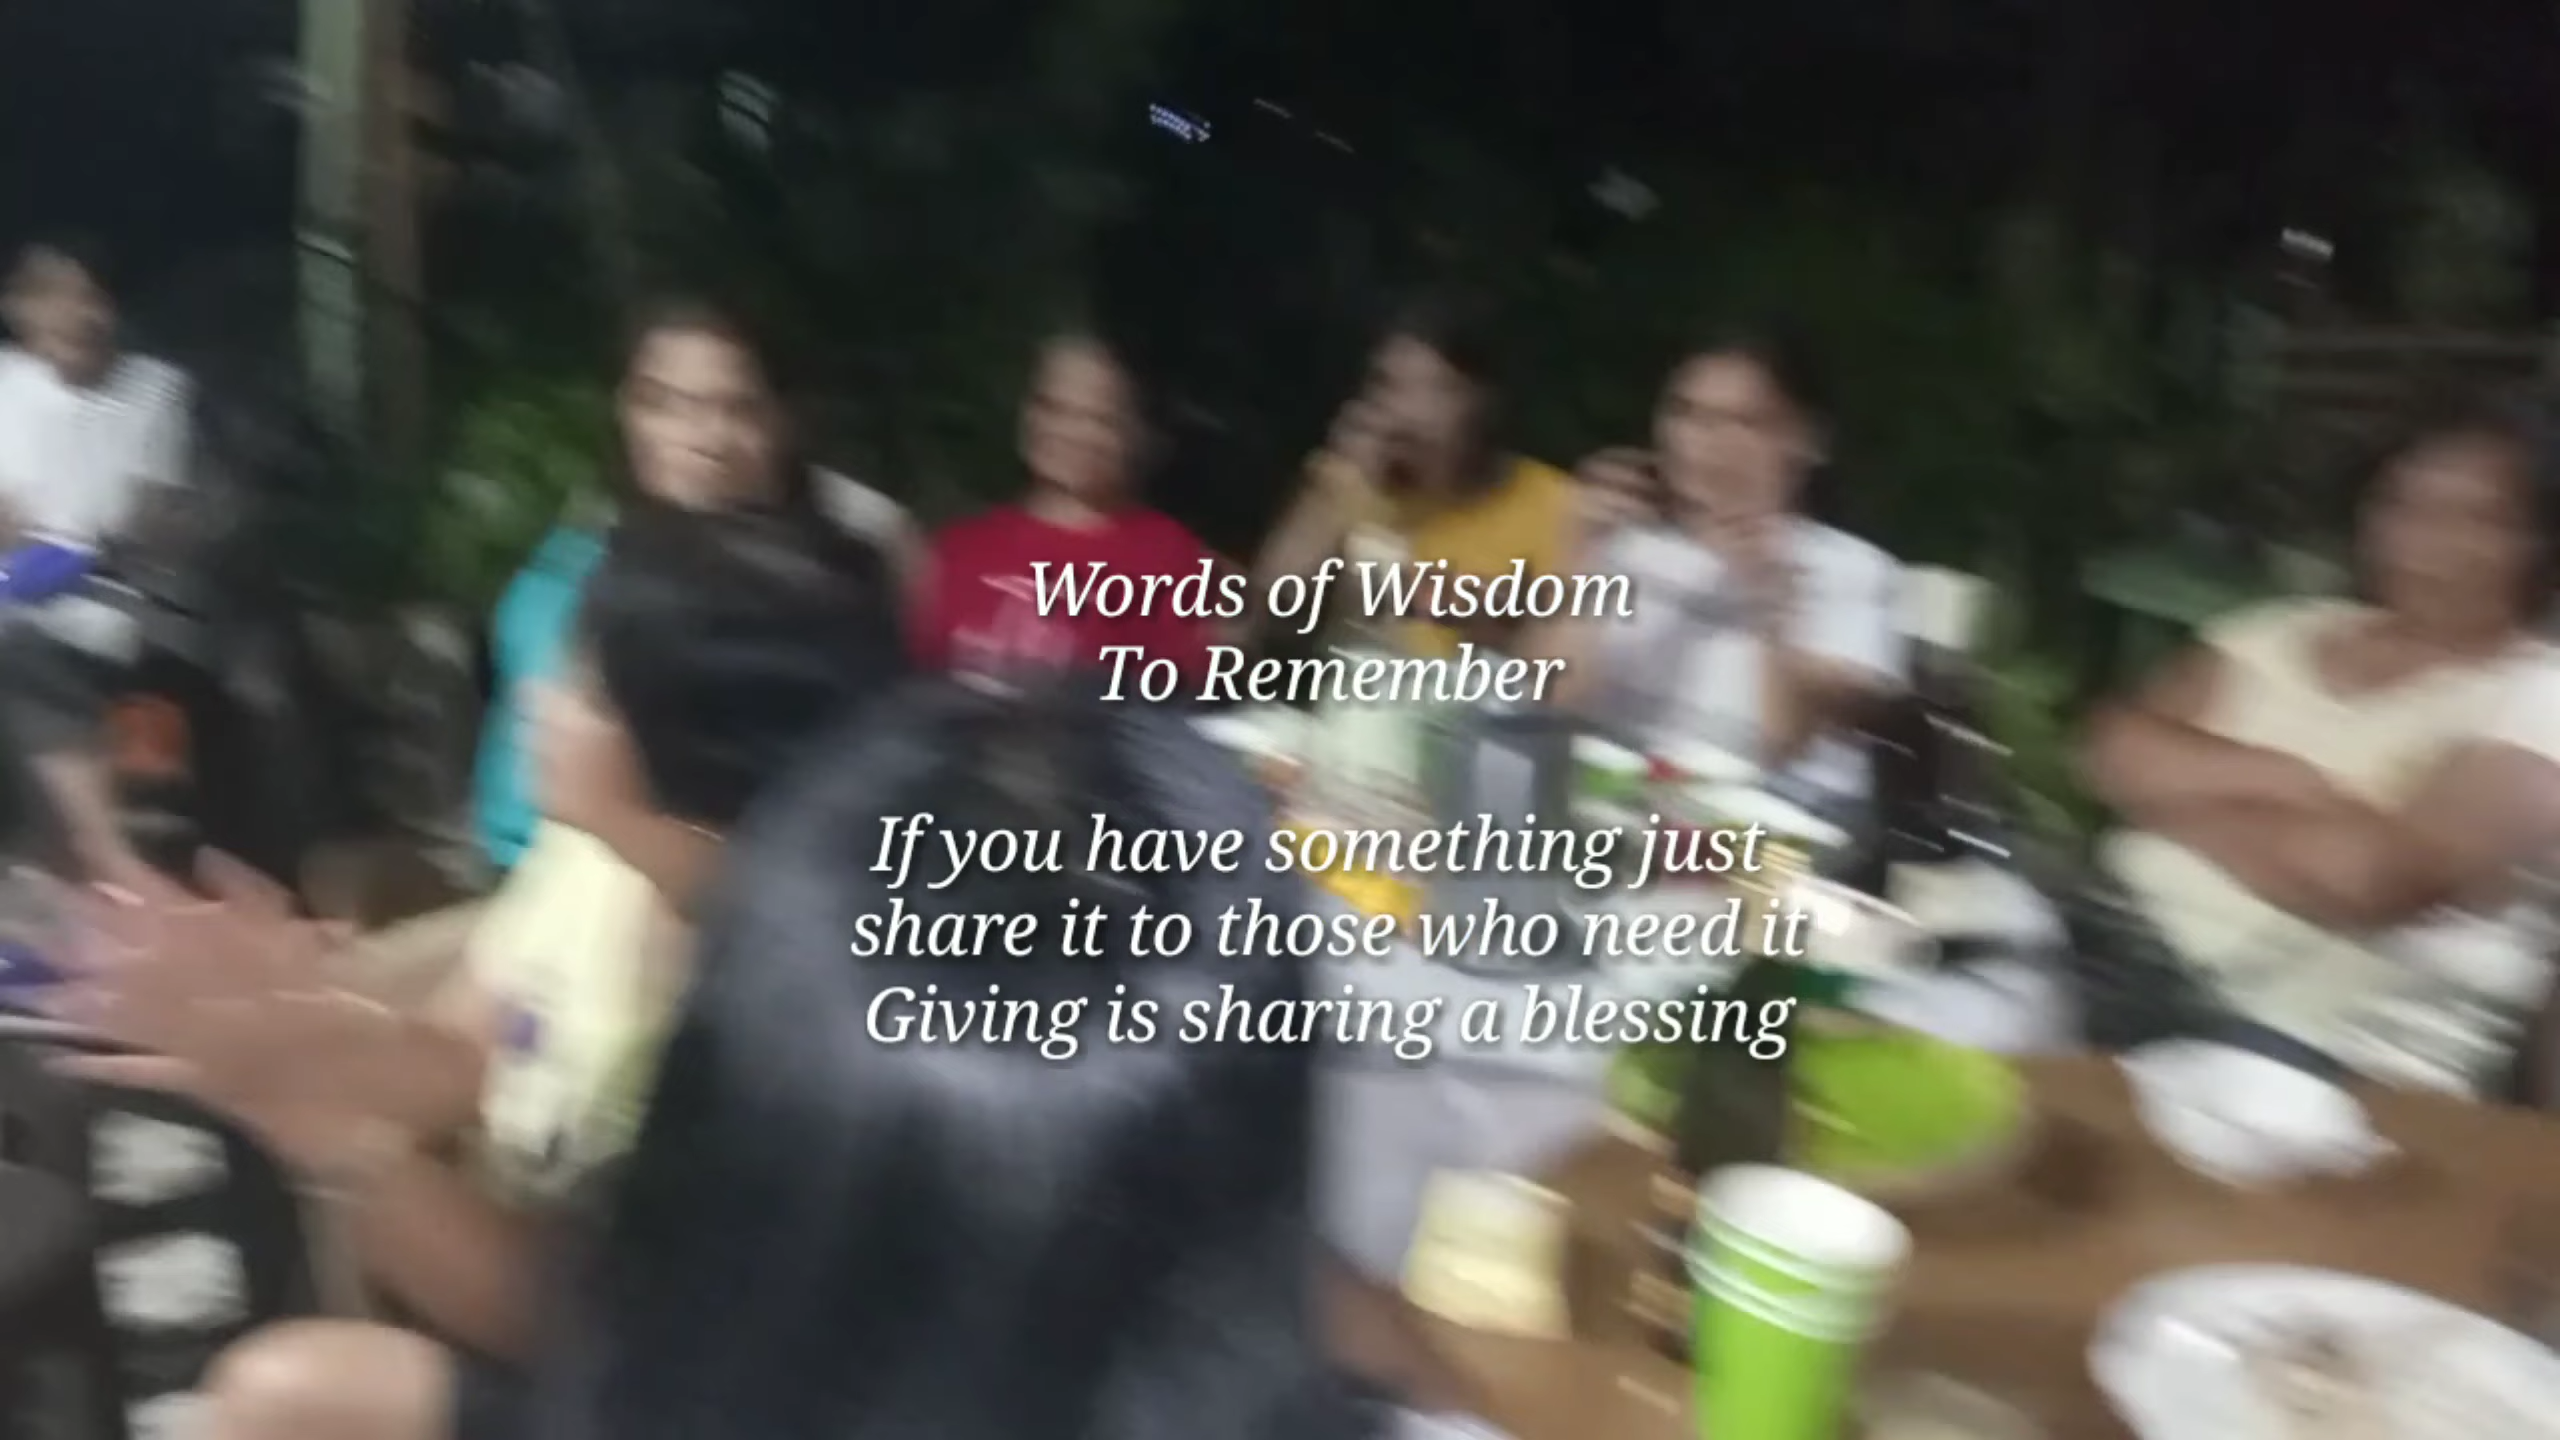 Words of Wisdom
To Remember
If you have something just
share it to those who need it
Giving is sharing a blessing